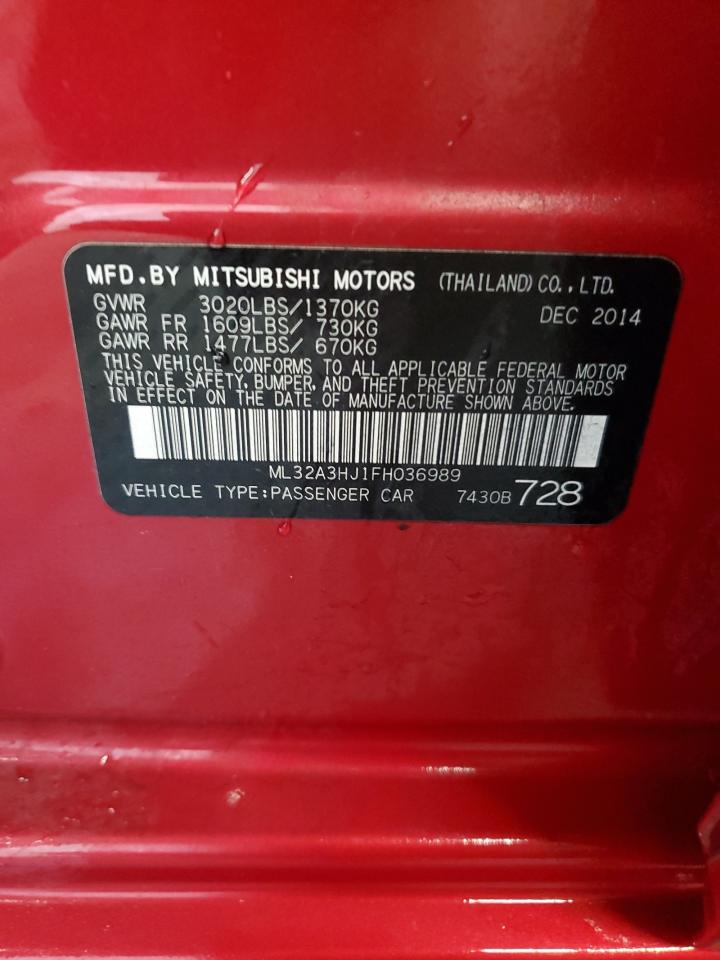 MFD.BY MITSUBISHI MOTORS (THAILAND) CO.,LTD.
GVWR 3020LBS/1370KG DEC 2014
GAWR FR 1609LBS/ 730KG
GAWR RR 1477LBS/ 670KG
THIS VEHICLE CONFORMS TO ALL APPLICABLE FEDERAL MOTOR
VEHICLE SAFETY, BUMPER, AND THEFT PREVENTION STANDARDS
IN EFFECT ON THE DATE OF MANUFACTURE SHOWN ABOVE.
ML32A3HJ1FH036989
VEHICLE TYPE:PASSENGER CAR 7430B 728